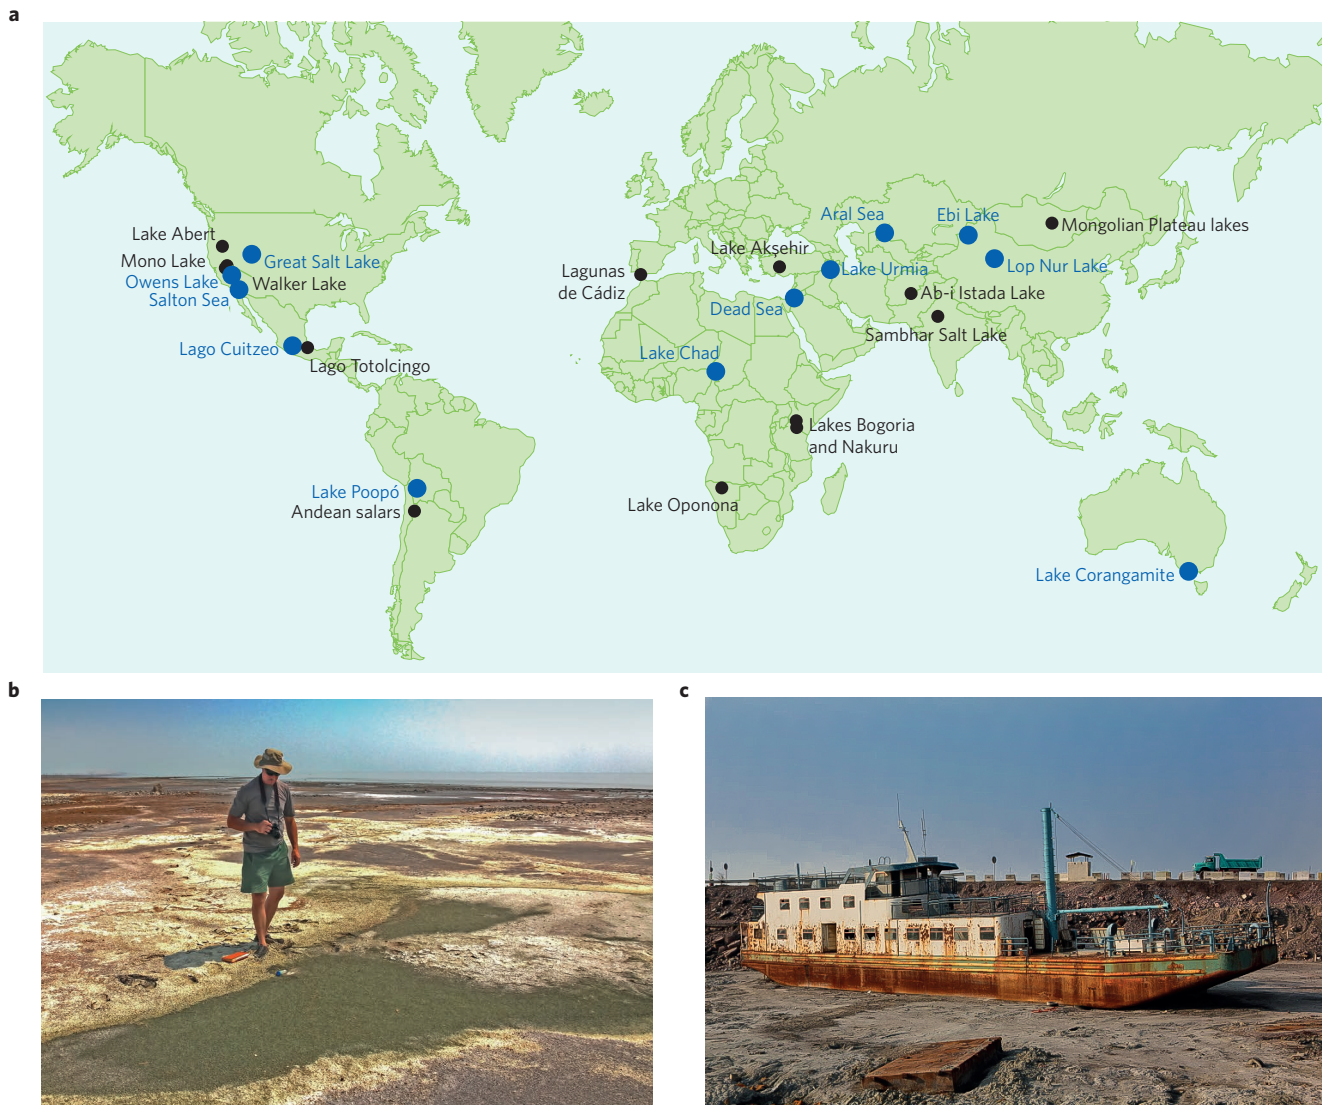 a
Lake Abert
Mono Lake
Great Salt Lake
Owens Lake
Walker Lake
Salton Sea
Lago Cuitzeo
Lago Totolcingo
Lake Poopó
Andean salars
Lagunas
de Cádiz
Lake Akşehir
Aral Sea
Ebi Lake
Mongolian Plateau lakes
Lake Urmia
Lop Nur Lake
Dead Sea
Ab-i Istada Lake
Sambhar Salt Lake
Lake Chad
Lakes Bogoria
and Nakuru
Lake Oponona
Lake Corangamite
b
c